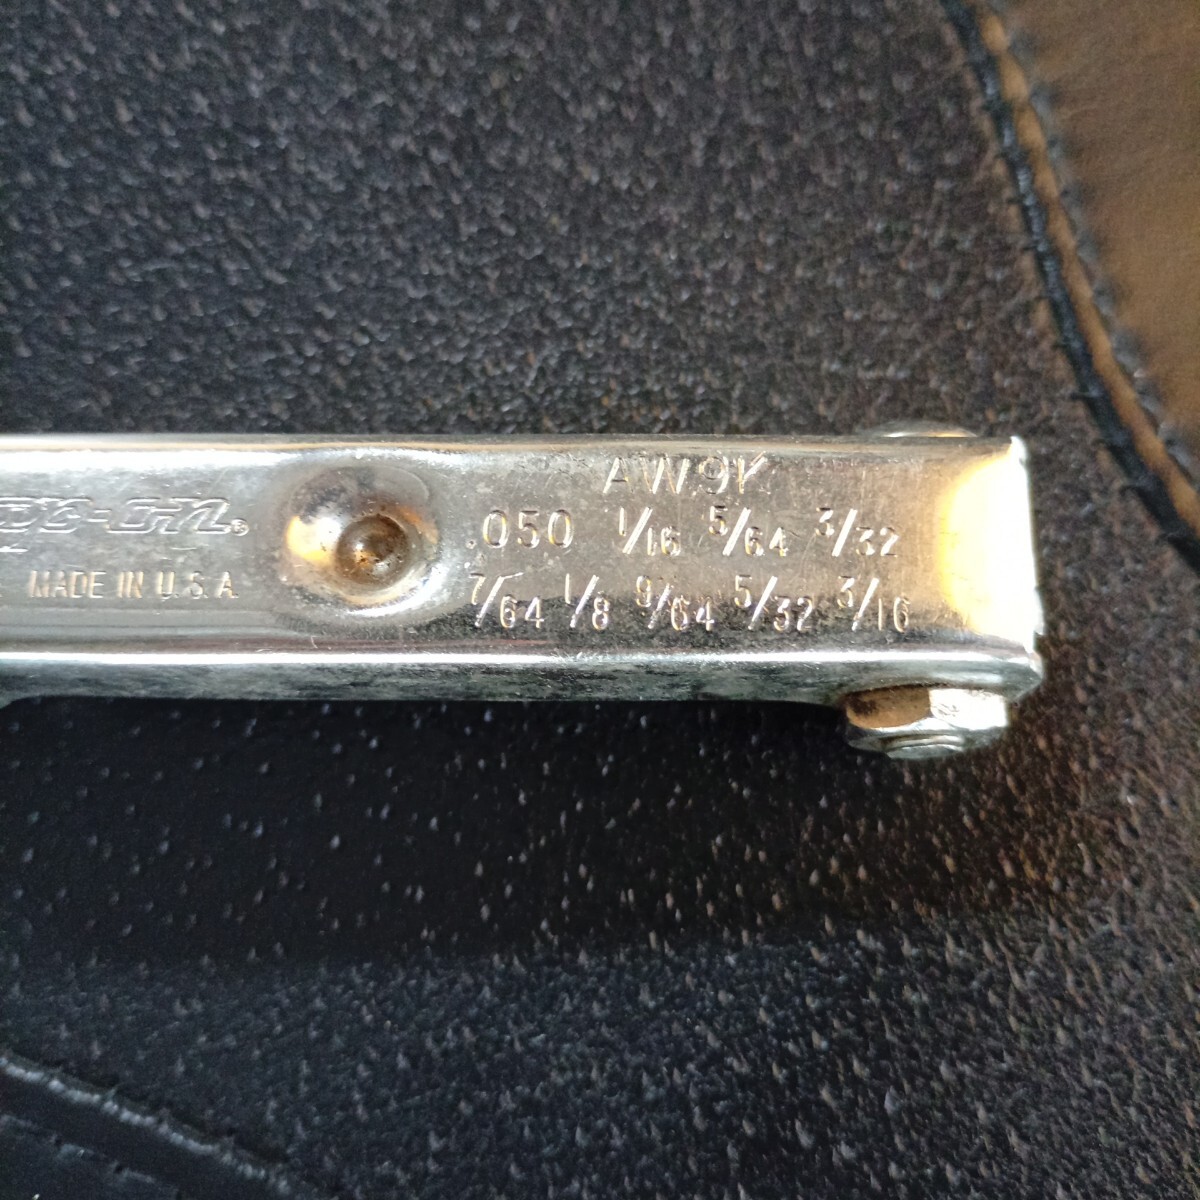 AW9K
.050 1/16 5/64 3/32
7/64 1/8 9/64 5/32 3/16
MADE IN U.S.A.